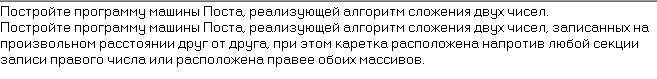 Постройте программу машины Поста, реализующей алгоритм сложения двух чисел.
Постройте программу машины Поста, реализующей алгоритм сложения двух чисел, записанных на
произвольном расстоянии друг от друга, при этом каретка расположена напротив любой секции
записи правого числа или расположена правее обоих массивов.